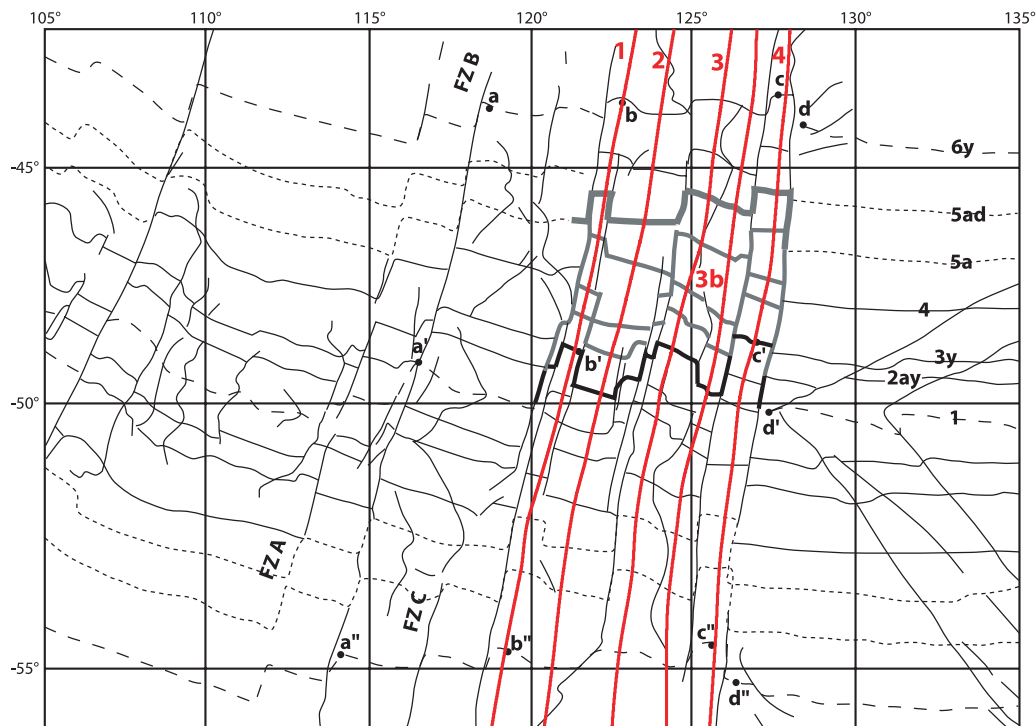 105° 110° 115° 120° 125° 130° 135°
1 2 3 4
FZ B
a b c d
6y
-45°
5ad
5a
3b
4
a' b' c' 3y
2ay
-50° d' 1
FZ A
FZ C
a" b" c"
-55°
d"